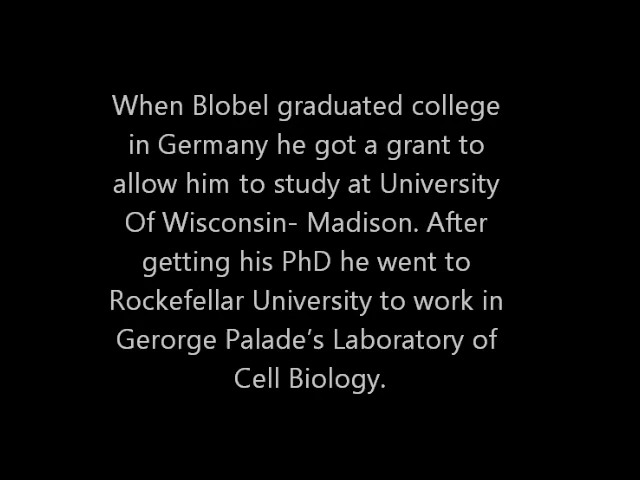 When Blobel graduated college
in Germany he got a grant to
allow him to study at University
Of Wisconsin- Madison. After
getting his PhD he went to
Rockefellar University to work in
Gerorge Palade’s Laboratory of
Cell Biology.